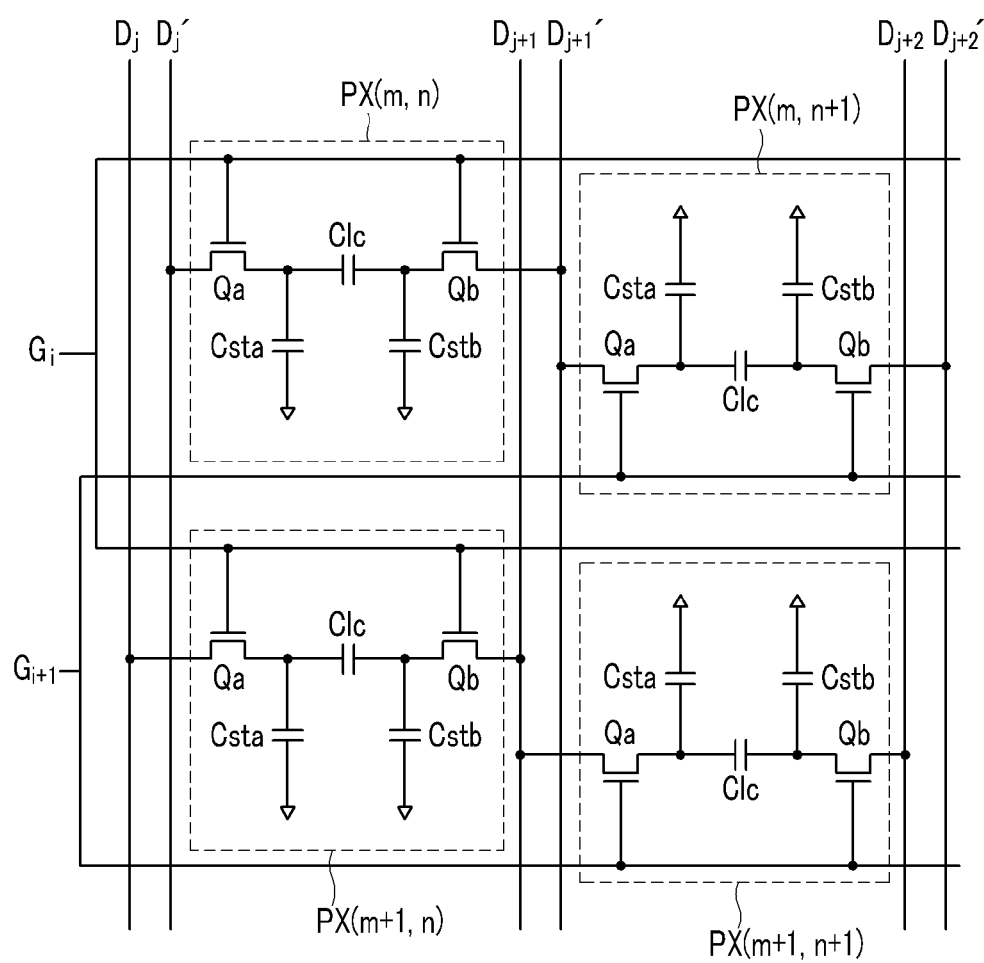 Dj Dj´ Dj+1 Dj+1´ Dj+2 Dj+2´
PX(m, n)
PX(m, n+1)
Clc
Qa Qb
Csta Cstb
Csta Cstb
Gi
Qa Qb
Clc
Clc
Gi+1
Qa Qb
Csta Cstb
Csta Cstb
Qa Qb
Clc
PX(m+1, n)
PX(m+1, n+1)